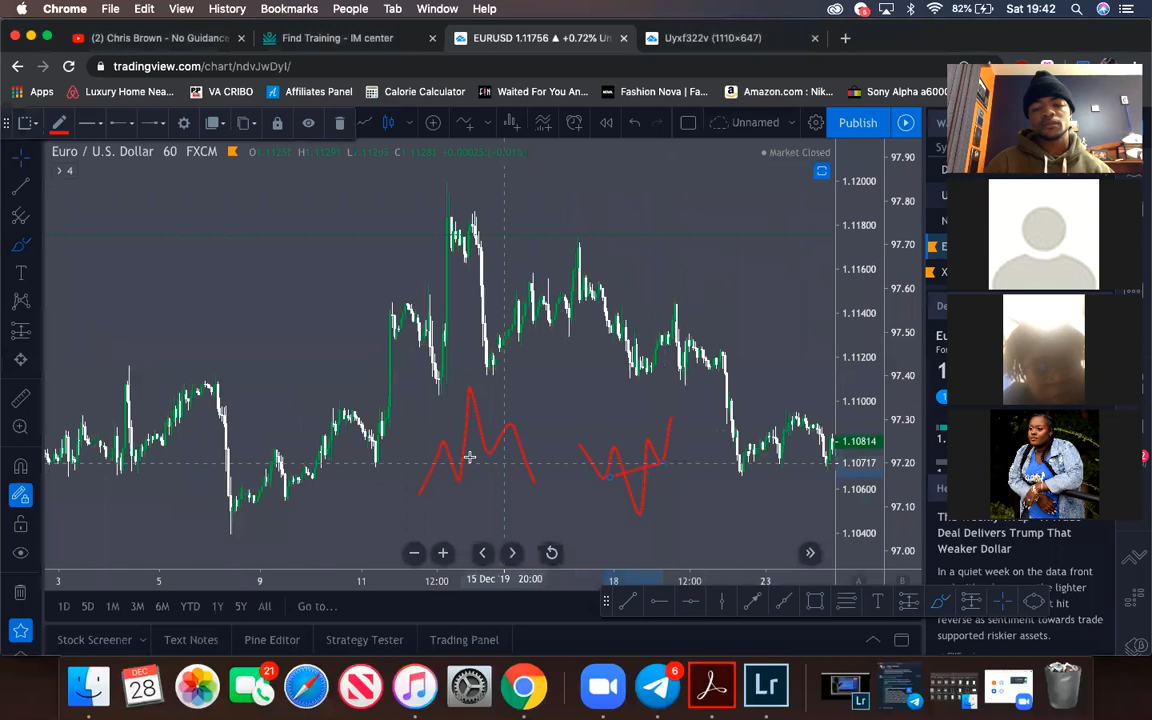 Chrome File Edit View History Bookmarks People Tab Window Help 82% Sat 19:42
(2) Chris Brown - No Guidance Find Training - IM center EURUSD 1.11756 ▲ +0.72% Un Uyxf322v (1110×647)
tradingview.com/chart/ndvJwDyI/
Apps Luxury Home Nea... VA CRIBO Affiliates Panel Calorie Calculator Waited For You An... Fashion Nova | Fa... Amazon.com : Nik... Sony Alpha a6000
Unnamed Publish
Euro / U.S. Dollar 60 FXCM
Market Closed
4
97.90
1.12000
97.80
1.11800
97.70
1.11600
97.60
1.11400
97.50
1.11200
97.40
1.11000
97.30
1.10814
1.10717 97.20
1.10600
97.10
1.10400
97.00
Deal Delivers Trump That
Weaker Dollar
In a quiet week on the data front
reverse as sentiment towards trade
supported riskier assets.
3 5 9 11 12:00 15 Dec '19 20:00 18 12:00 23 A B
1D 5D 1M 3M 6M YTD 1Y 5Y All Go to...
Stock Screener Text Notes Pine Editor Strategy Tester Trading Panel
DEC
28
21
6
Lr